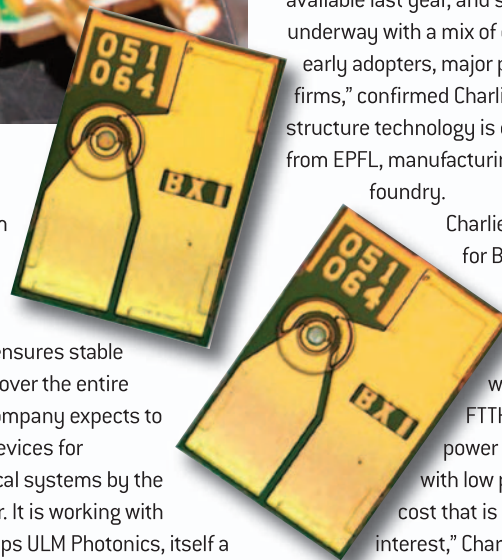 available last year, and s
underway with a mix of
early adopters, major p
firms,” confirmed Charli
structure technology is
from EPFL, manufacturin
foundry.
Charlie
for B
w
FTTH
power
with low p
cost that is
interest,” Char
ensures stable
over the entire
ompany expects to
evices for
cal systems by the
r. It is working with
ps ULM Photonics, itself a
051
064
BX1
051
064
BX1